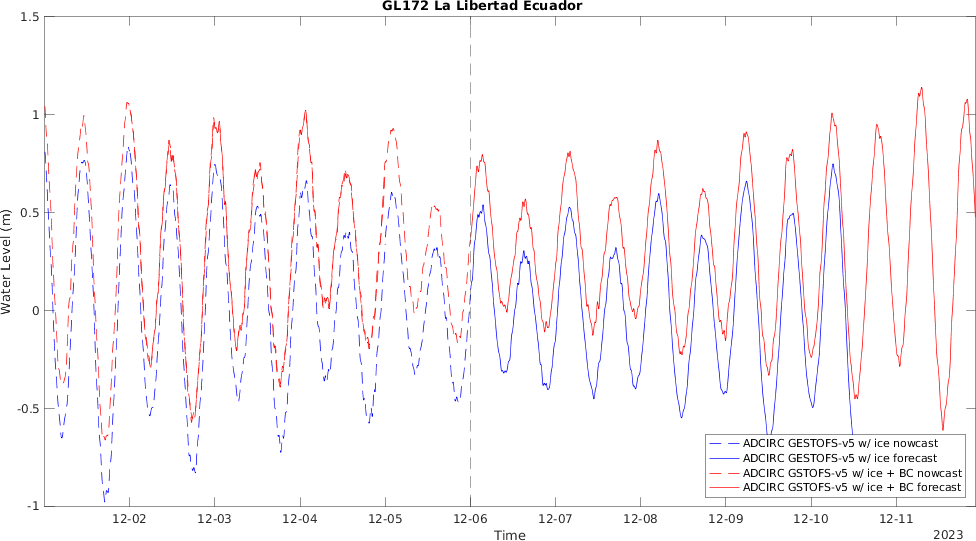 GL172 La Libertad Ecuador
1.5
1
0.5
0
-0.5
-1
Water Level (m)
ADCIRC GESTOFS-v5 w/ ice nowcast
ADCIRC GESTOFS-v5 w/ ice forecast
ADCIRC GSTOFS-v5 w/ ice + BC nowcast
ADCIRC GSTOFS-v5 w/ ice + BC forecast
12-02 12-03 12-04 12-05 12-06 12-07 12-08 12-09 12-10 12-11
Time
2023